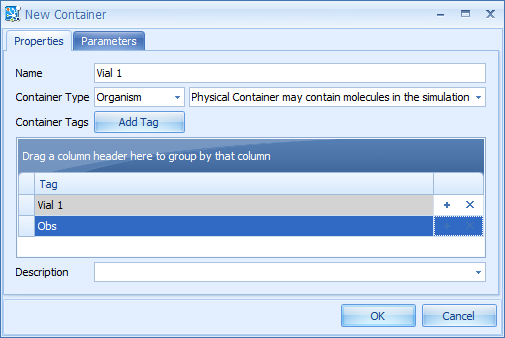 New Container
Properties Parameters
Name Vial 1
Container Type Organism Physical Container may contain molecules in the simulation
Container Tags Add Tag
Drag a column header here to group by that column
Tag
Vial 1
Obs
Description
OK Cancel